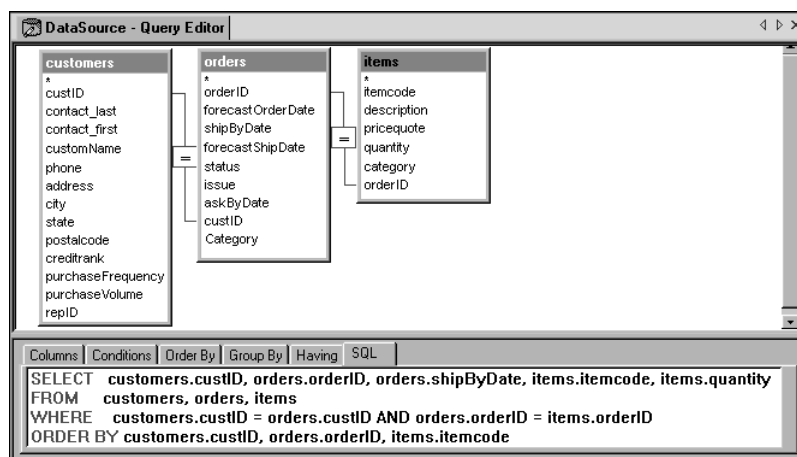 DataSource - Query Editor
customers
*
custID
contact_last
contact_first
customName
phone
address
city
state
postalcode
creditrank
purchaseFrequency
purchaseVolume
repID
=
orders
*
orderID
forecastOrderDate
shipByDate
forecastShipDate
status
issue
askByDate
custID
Category
=
items
*
itemcode
description
pricequote
quantity
category
orderID
Columns Conditions Order By Group By Having SQL
SELECT customers.custID, orders.orderID, orders.shipByDate, items.itemcode, items.quantity
FROM customers, orders, items
WHERE customers.custID = orders.custID AND orders.orderID = items.orderID
ORDER BY customers.custID, orders.orderID, items.itemcode